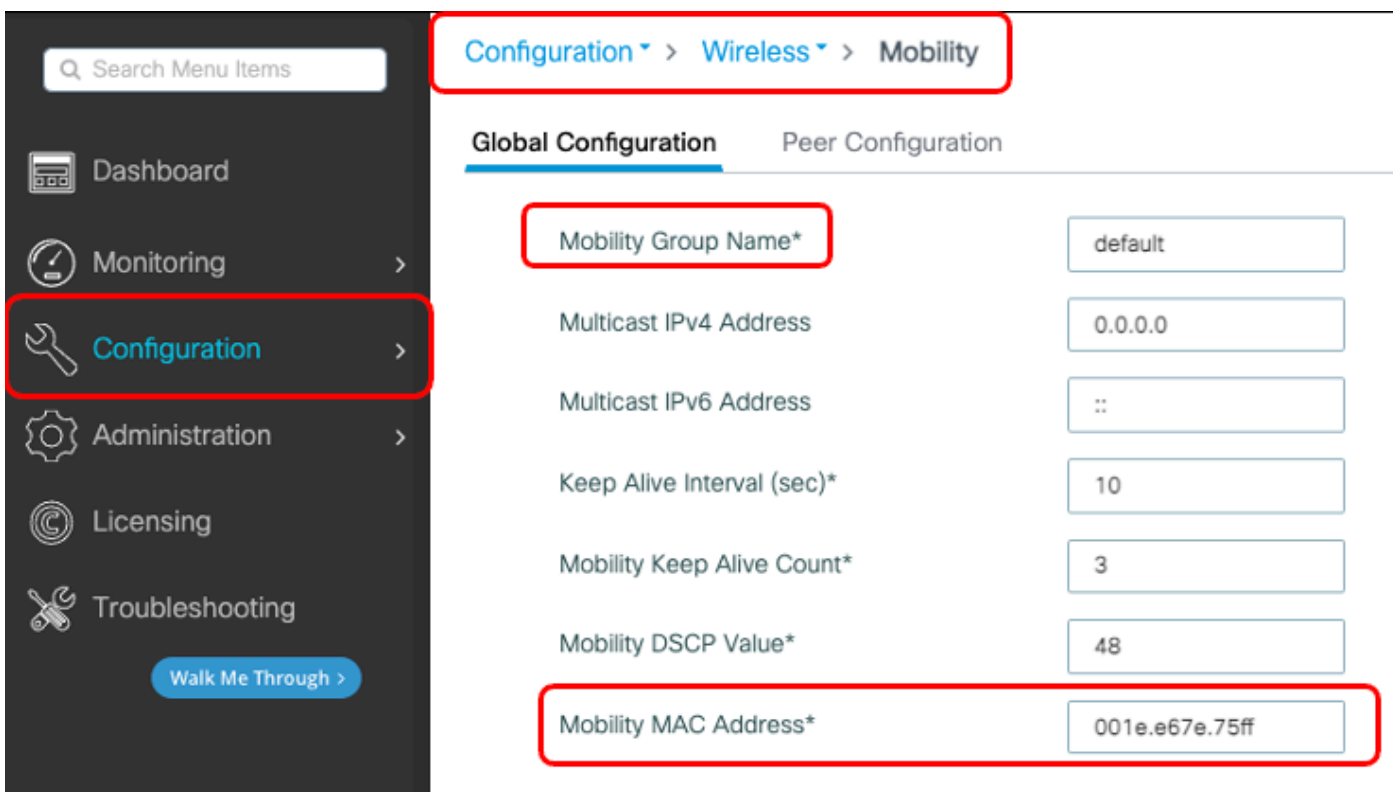 Search Menu Items
Dashboard
Monitoring
Configuration
Administration
Licensing
Troubleshooting
Walk Me Through >
Configuration > Wireless > Mobility
Global Configuration Peer Configuration
Mobility Group Name* default
Multicast IPv4 Address 0.0.0.0
Multicast IPv6 Address ::
Keep Alive Interval (sec)* 10
Mobility Keep Alive Count* 3
Mobility DSCP Value* 48
Mobility MAC Address* 001e.e67e.75ff